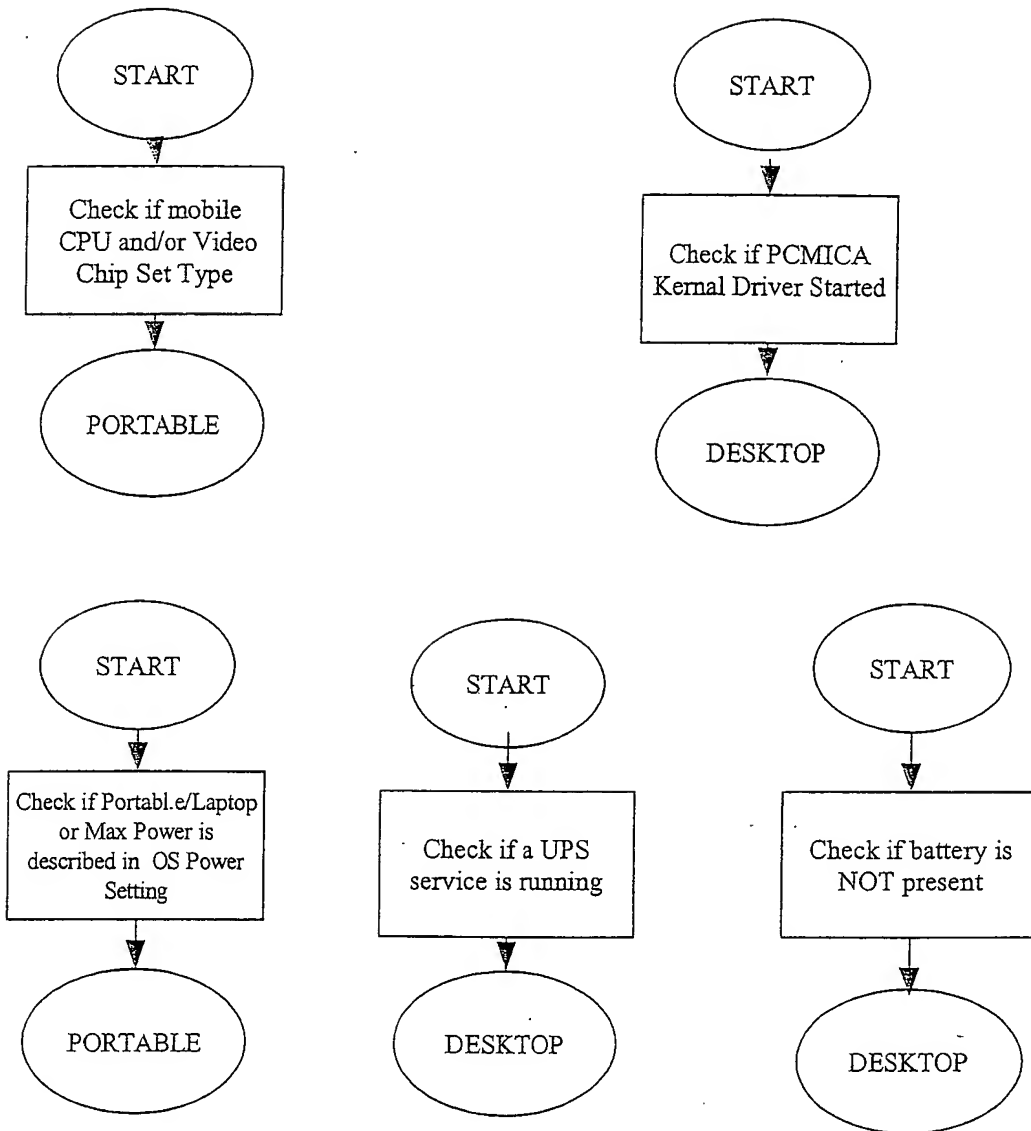 START
Check if mobile
CPU and/or Video
Chip Set Type
PORTABLE
START
Check if PCMICA
Kernal Driver Started
DESKTOP
START
Check if Portabl.e/Laptop
or Max Power is
described in OS Power
Setting
PORTABLE
START
Check if a UPS
service is running
DESKTOP
START
Check if battery is
NOT present
DESKTOP